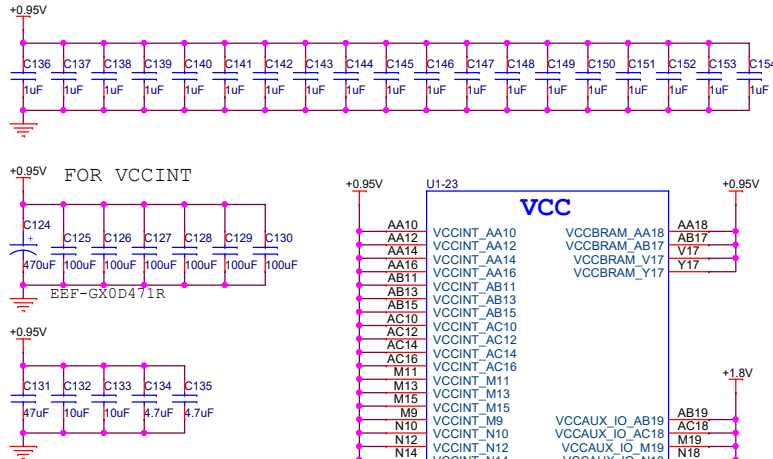 +0.95V
C136 C137 C138 C139 C140 C141 C142 C143 C144 C145 C146 C147 C148 C149 C150 C151 C152 C153 C154
1uF 1uF 1uF 1uF 1uF 1uF 1uF 1uF 1uF 1uF 1uF 1uF 1uF 1uF 1uF 1uF 1uF 1uF 1uF
+0.95V FOR VCCINT
C124 C125 C126 C127 C128 C129 C130
+
470uF 100uF 100uF 100uF 100uF 100uF 100uF
EEF-GX0D471R
+0.95V
C131 C132 C133 C134 C135
47uF 10uF 10uF 4.7uF 4.7uF
+0.95V U1-23 +0.95V
VCC
AA10 VCCINT_AA10 VCCBRAM_AA18 AA18
AA12 VCCINT_AA12 VCCBRAM_AB17 AB17
AA14 VCCINT_AA14 VCCBRAM_V17 V17
AA16 VCCINT_AA16 VCCBRAM_Y17 Y17
AB11 VCCINT_AB11
AB13 VCCINT_AB13
AB15 VCCINT_AB15
AC10 VCCINT_AC10
AC12 VCCINT_AC12
AC14 VCCINT_AC14
AC16 VCCINT_AC16
+1.8V
M11 VCCINT_M11
M13 VCCINT_M13
M15 VCCINT_M15
M9 VCCINT_M9 VCCAUX_IO_AB19 AB19
N10 VCCINT_N10 VCCAUX_IO_AC18 AC18
N12 VCCINT_N12 VCCAUX_IO_M19 M19
N14 VCCINT_N14 VCCAUX_IO_N18 N18